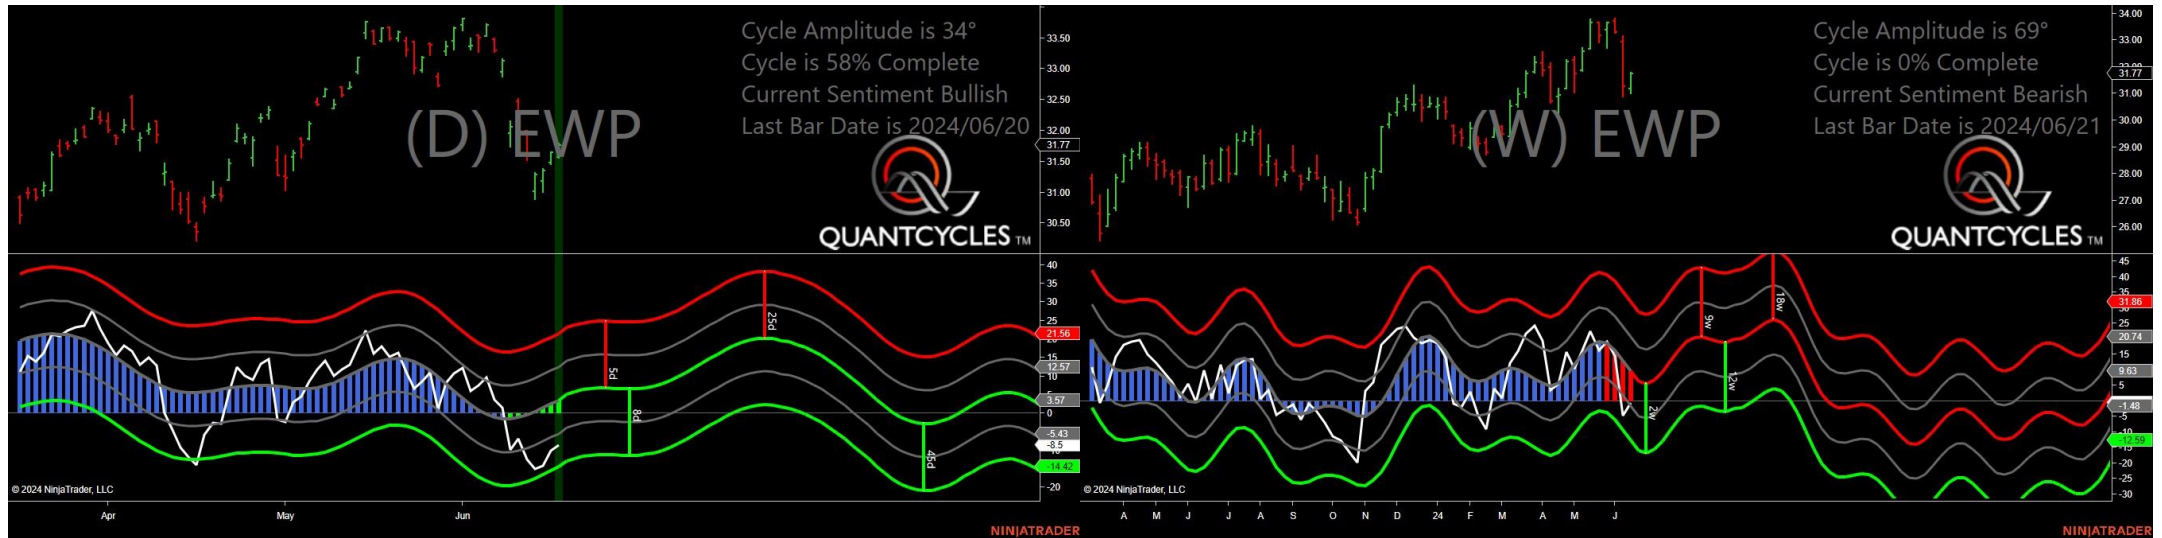 Cycle Amplitude is 34°
Cycle is 58% Complete
Current Sentiment Bullish
Last Bar Date is 2024/06/20
(D) EWP
QUANTCYCLES TM
33.50
33.00
32.50
32.00
31.77
31.50
31.00
30.50
40
35
30
25
21.56
15
12.57
10
3.57
0
-5.43
-8.5
-14.42
-20
5d
8d
25d
45d
© 2024 NinjaTrader, LLC
Apr May Jun
NINJATRADER
Cycle Amplitude is 69°
Cycle is 0% Complete
Current Sentiment Bearish
Last Bar Date is 2024/06/21
(W) EWP
QUANTCYCLES TM
34.00
33.00
31.77
31.00
30.00
29.00
28.00
27.00
26.00
45
40
35
31.86
25
20.74
15
9.63
5
-1.48
-5
-12.59
-20
-25
-30
2w
9w
12w
18w
© 2024 NinjaTrader, LLC
A M J J A S O N D 24 F M A M J
NINJATRADER